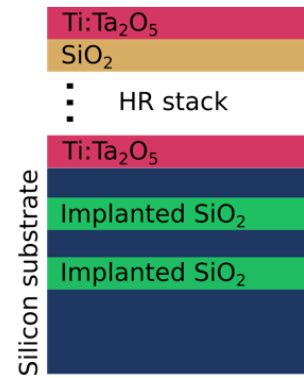 Ti:Ta₂O₅
SiO₂
HR stack
Ti:Ta₂O₅
Implanted SiO₂
Implanted SiO₂
Silicon substrate